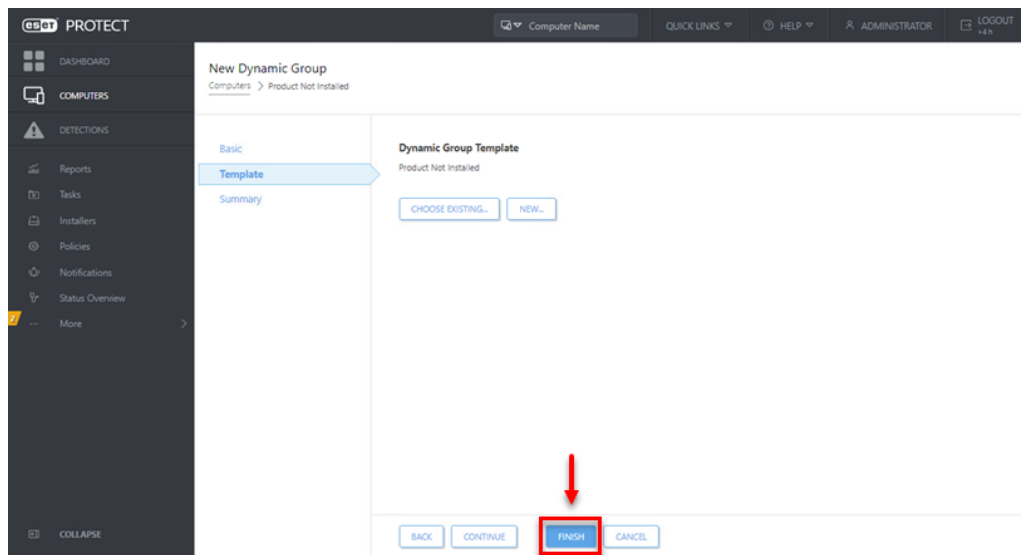 eset PROTECT
Computer Name
QUICK LINKS
HELP
ADMINISTRATOR
LOGOUT
>4 h
DASHBOARD
COMPUTERS
DETECTIONS
Reports
Tasks
Installers
Policies
Notifications
Status Overview
2
... More
COLLAPSE
New Dynamic Group
Computers > Product Not Installed
Basic
Template
Summary
Dynamic Group Template
Product Not Installed
CHOOSE EXISTING...
NEW...
BACK
CONTINUE
FINISH
CANCEL